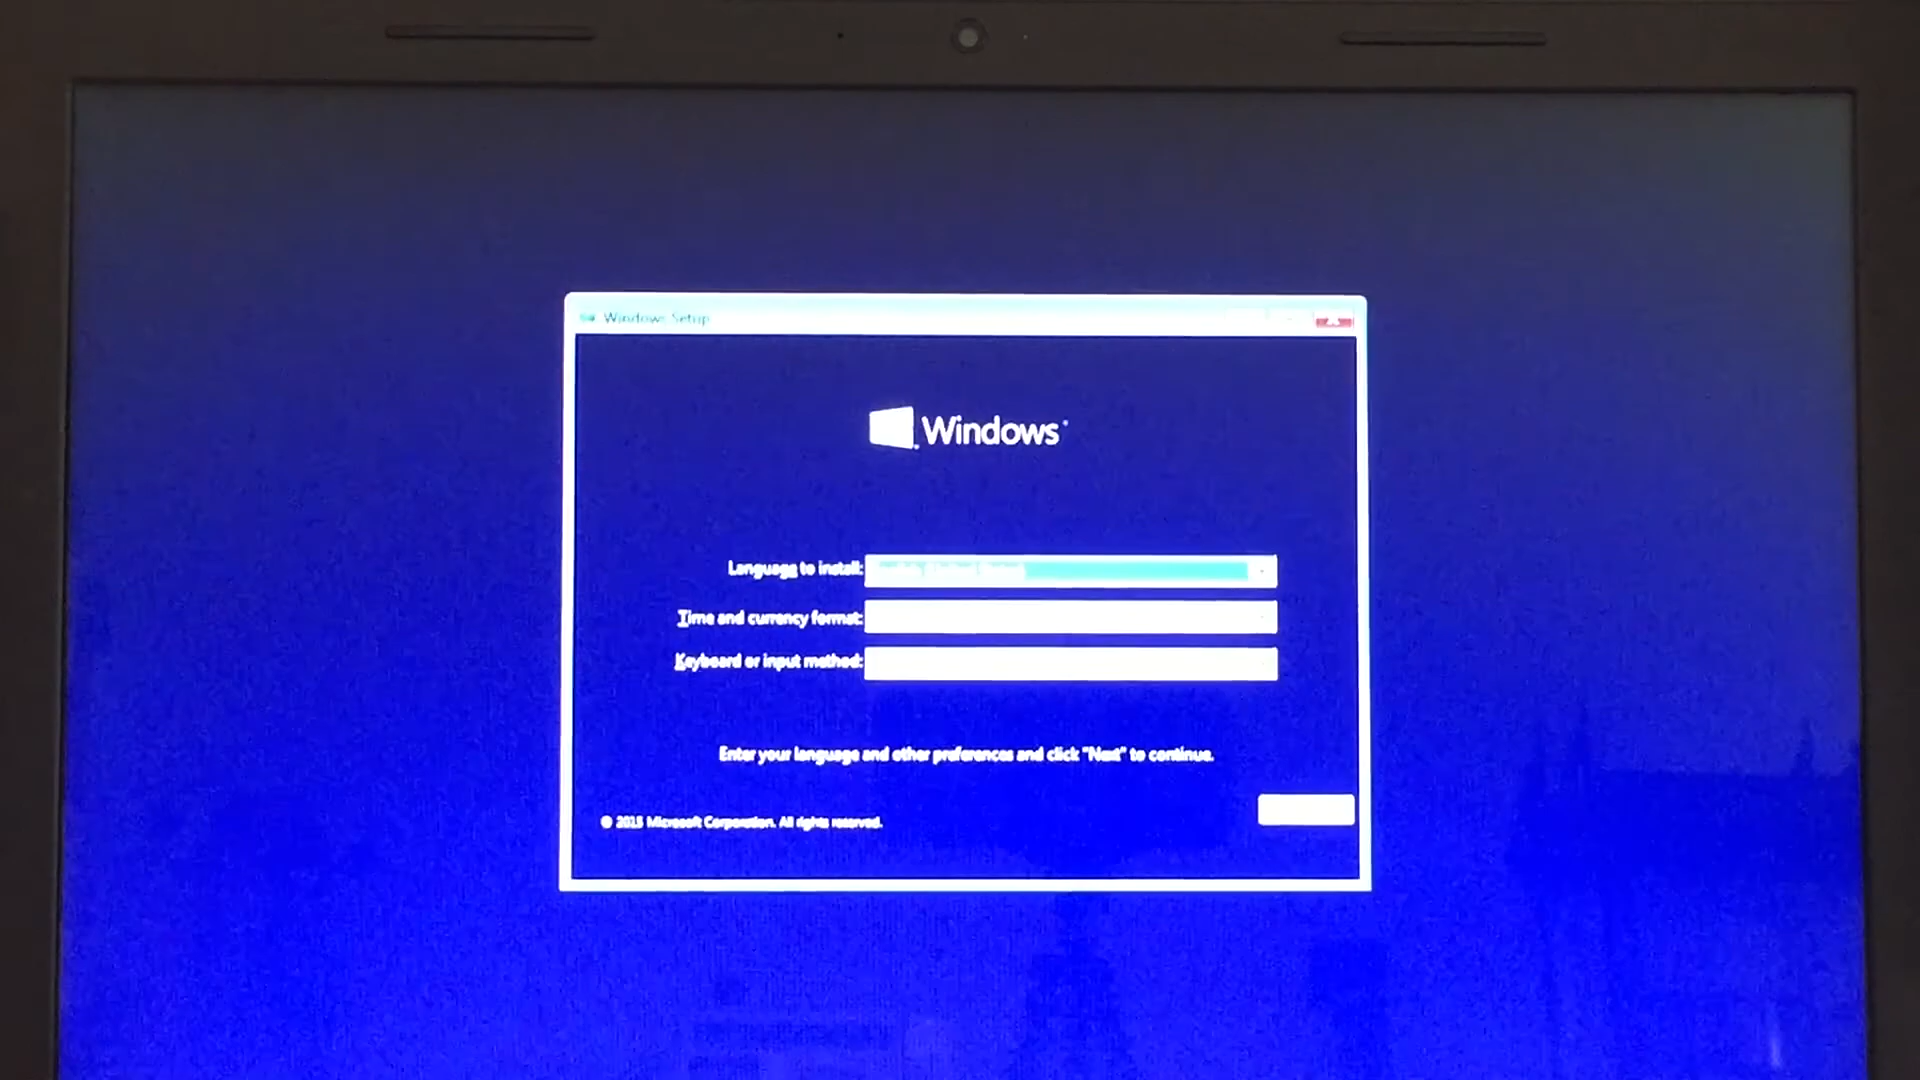 Windows Setup
Windows
Language to install:
Time and currency format:
Keyboard or input method:
Enter your language and other preferences and click "Next" to continue.
© 2015 Microsoft Corporation. All rights reserved.